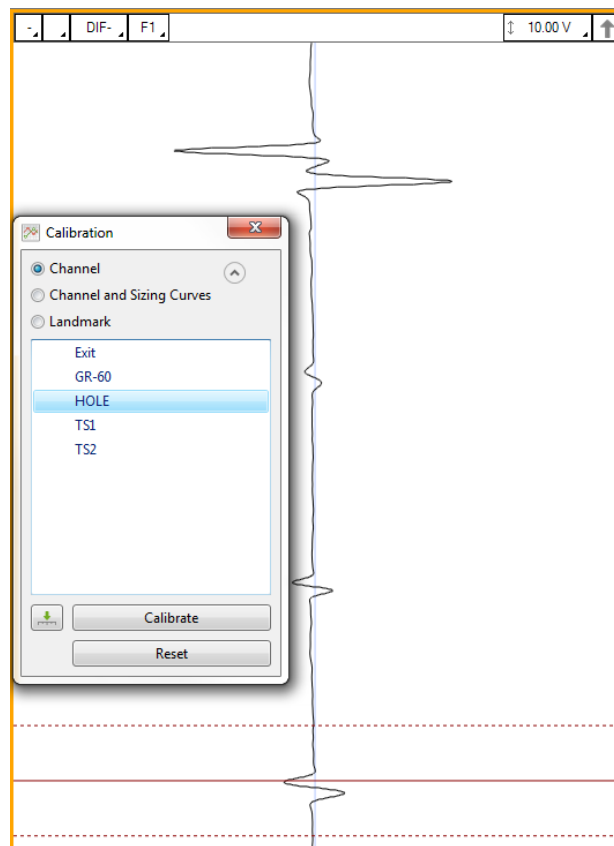 - DIF- F1 10.00 V
Calibration
Channel
Channel and Sizing Curves
Landmark
Exit
GR-60
HOLE
TS1
TS2
Calibrate
Reset